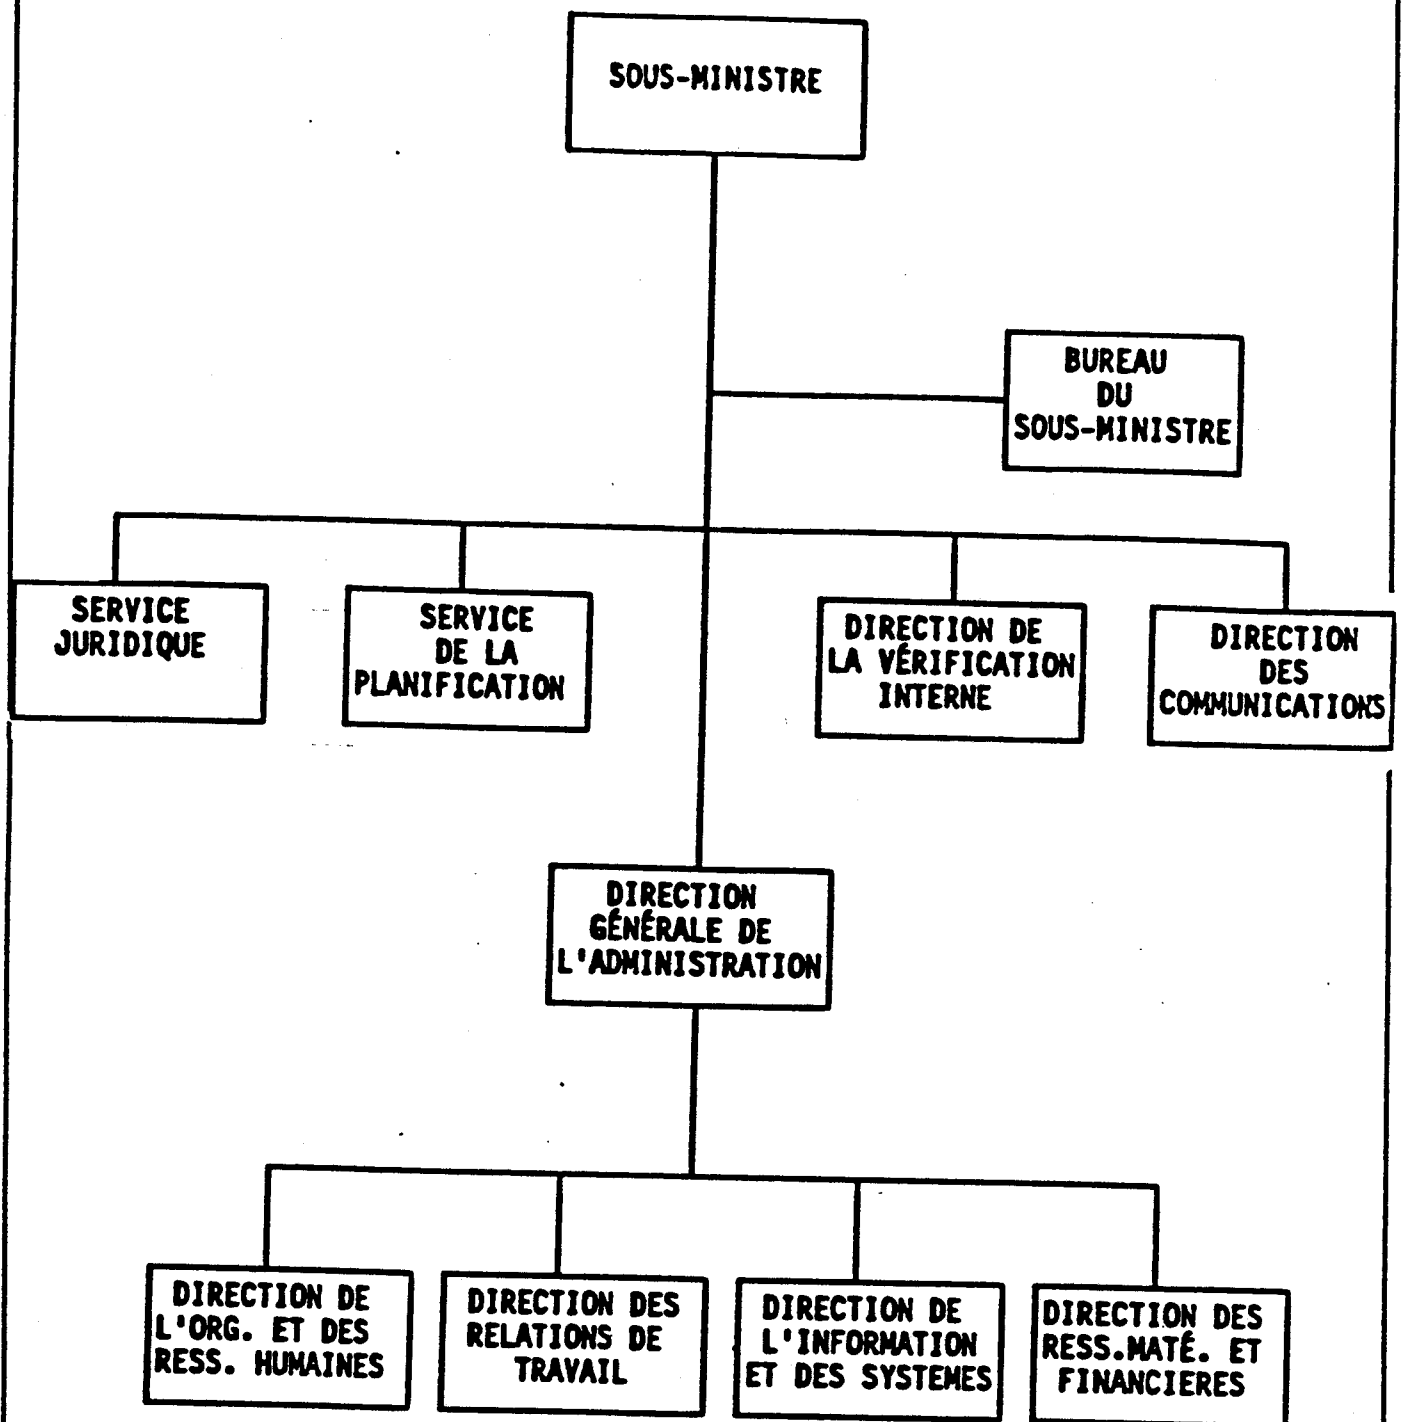 SOUS-MINISTRE
BUREAU
DU
SOUS-MINISTRE
SERVICE
JURIDIQUE
SERVICE
DE LA
PLANIFICATION
DIRECTION DE
LA VÉRIFICATION
INTERNE
DIRECTION
DES
COMMUNICATIONS
DIRECTION
GÉNÉRALE DE
L'ADMINISTRATION
DIRECTION DE
L'ORG. ET DES
RESS. HUMAINES
DIRECTION DES
RELATIONS DE
TRAVAIL
DIRECTION DE
L'INFORMATION
ET DES SYSTEMES
DIRECTION DES
RESS.MATÉ. ET
FINANCIERES